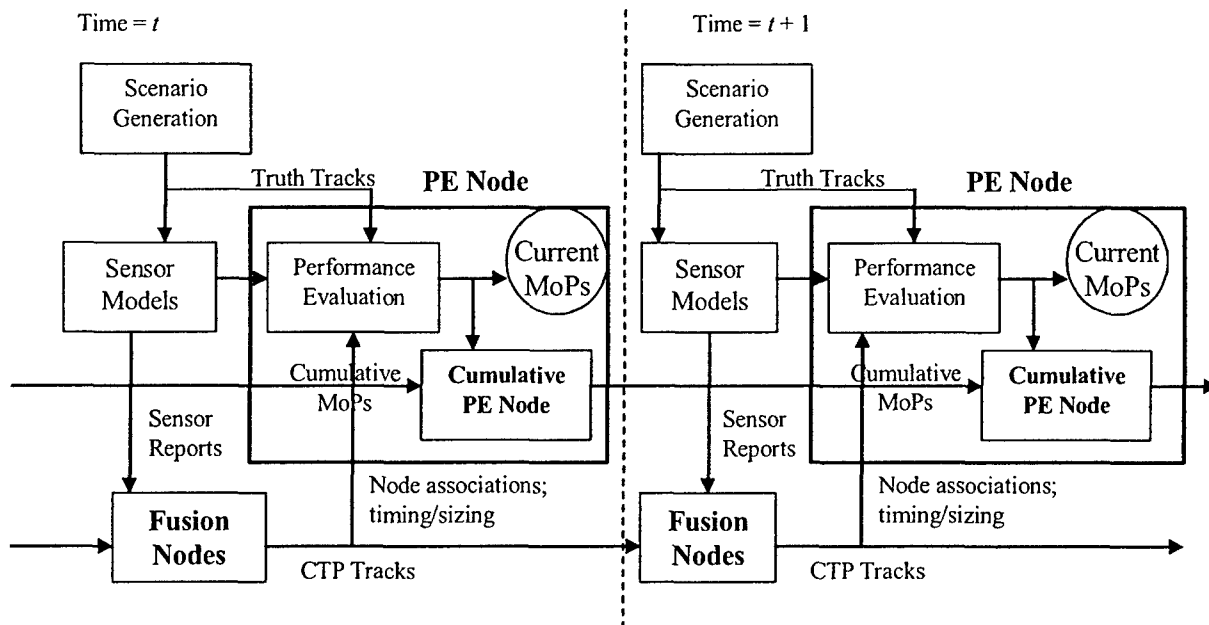 Time = t
Scenario
Generation
Truth Tracks
PE Node
Sensor
Models
Performance
Evaluation
Current
MoPs
Cumulative
MoPs
Cumulative
PE Node
Sensor
Reports
Node associations;
timing/sizing
Fusion
Nodes
CTP Tracks
Time = t + 1
Scenario
Generation
Truth Tracks
PE Node
Sensor
Models
Performance
Evaluation
Current
MoPs
Cumulative
MoPs
Cumulative
PE Node
Sensor
Reports
Node associations;
timing/sizing
Fusion
Nodes
CTP Tracks